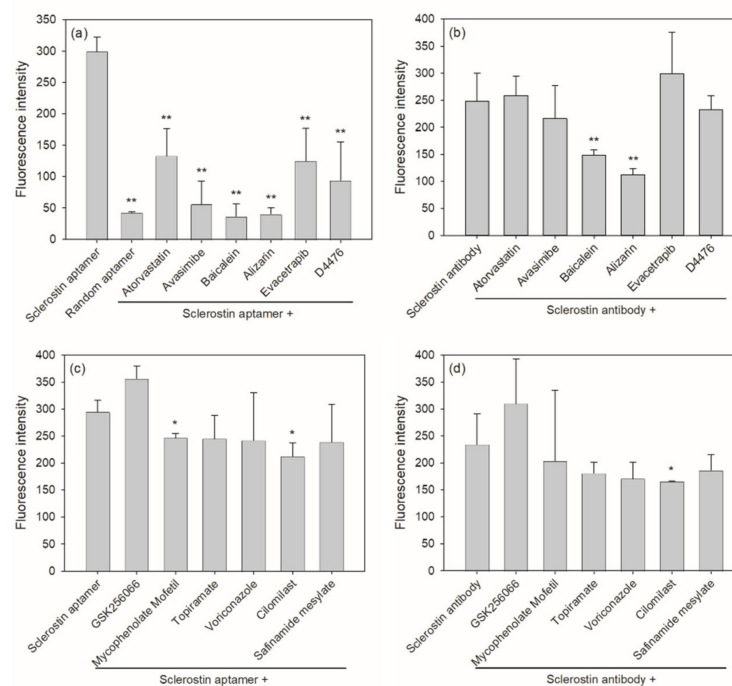 (a)
Fluorescence intensity
350
300
250
200
150
100
50
0
**
**
**
**
**
**
**
Sclerostin aptamer
Random aptamer
Atorvastatin
Avasimibe
Baicalein
Alizarin
Evacetrapib
D4476
Sclerostin aptamer +
(b)
Fluorescence intensity
400
350
300
250
200
150
100
50
0
**
**
Sclerostin antibody
Atorvastatin
Avasimibe
Baicalein
Alizarin
Evacetrapib
D4476
Sclerostin antibody +
(c)
Fluorescence intensity
400
350
300
250
200
150
100
50
0
*
*
Sclerostin aptamer
GSK256066
Mycophenolate Mofetil
Topiramate
Voriconazole
Cilomilast
Safinamide mesylate
Sclerostin aptamer +
(d)
Fluorescence intensity
400
350
300
250
200
150
100
50
0
*
Sclerostin antibody
GSK256066
Mycophenolate Mofetil
Topiramate
Voriconazole
Cilomilast
Safinamide mesylate
Sclerostin antibody +